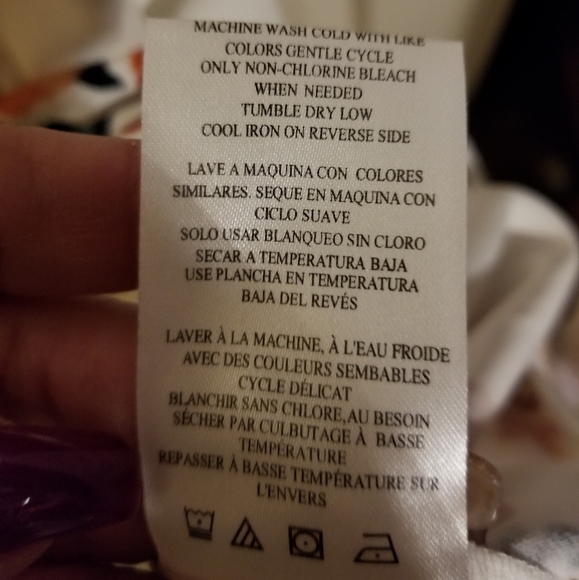 MACHINE WASH COLD WITH LIKE
COLORS GENTLE CYCLE
ONLY NON-CHLORINE BLEACH
WHEN NEEDED
TUMBLE DRY LOW
COOL IRON ON REVERSE SIDE
LAVE A MAQUINA CON COLORES
SIMILARES. SEQUE EN MAQUINA CON
CICLO SUAVE
SOLO USAR BLANQUEO SIN CLORO
SECAR A TEMPERATURA BAJA
USE PLANCHA EN TEMPERATURA
BAJA DEL REVÉS
LAVER À LA MACHINE, À L'EAU FROIDE
AVEC DES COULEURS SEMBABLES
CYCLE DÉLICAT
BLANCHIR SANS CHLORE,AU BESOIN
SÉCHER PAR CULBUTAGE À BASSE
TEMPÉRATURE
REPASSER À BASSE TEMPÉRATURE SUR
L'ENVERS